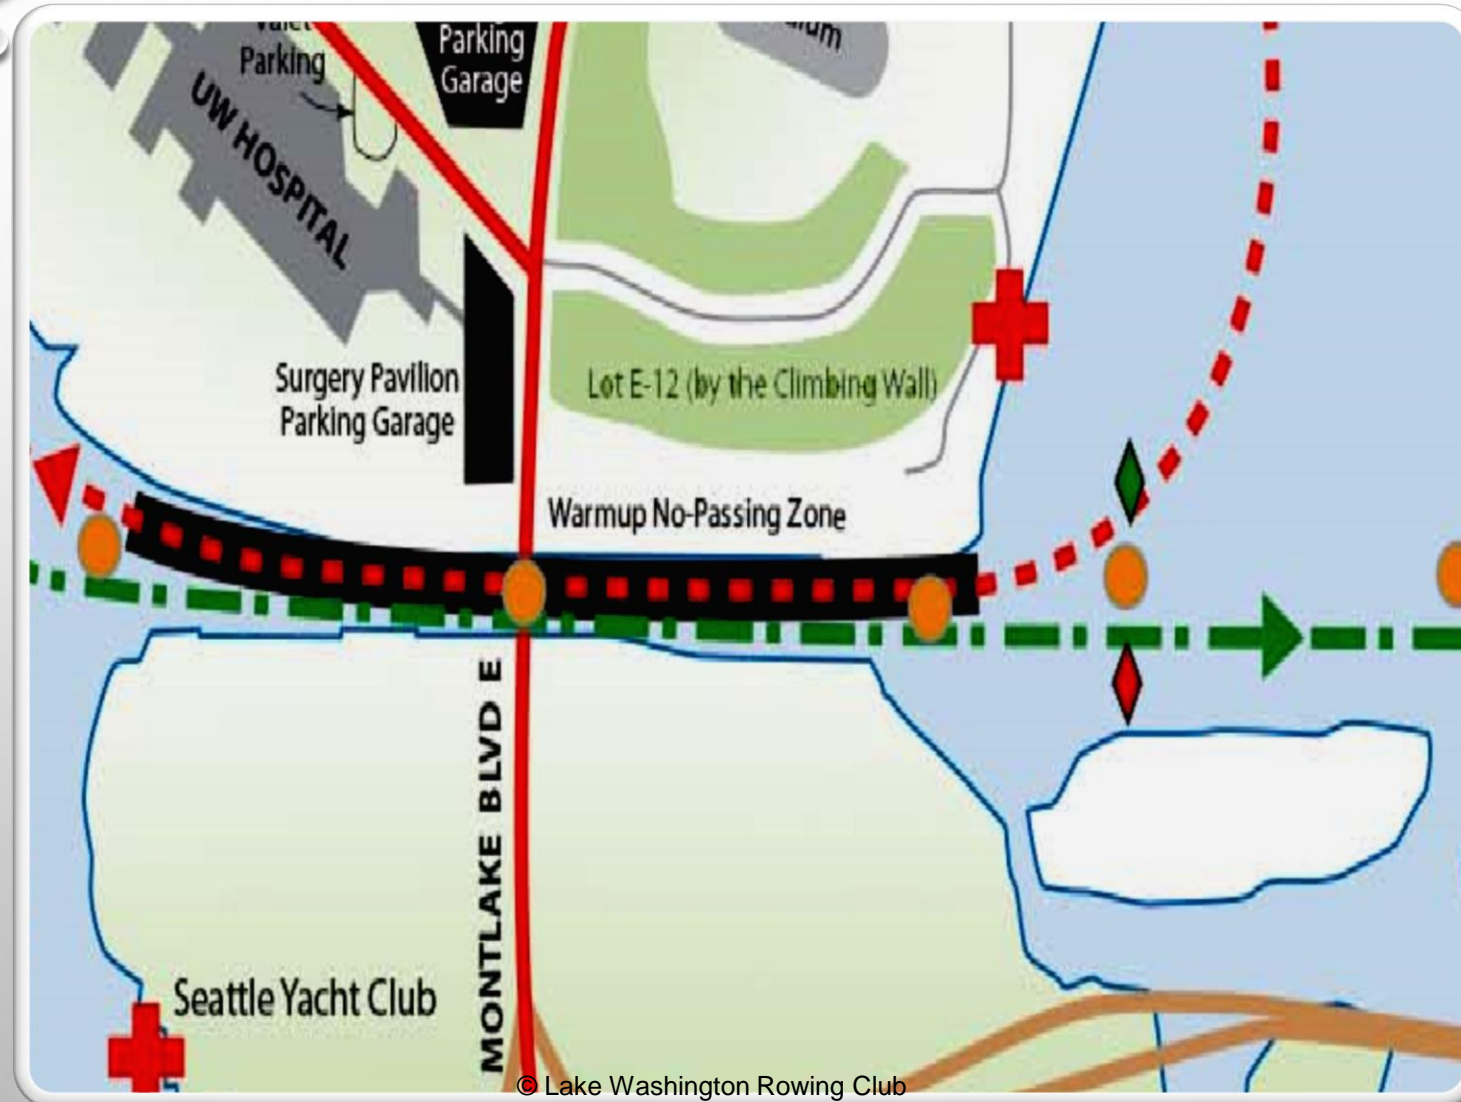 Valet
Parking
Parking
Garage
UW HOSPITAL
Surgery Pavilion
Parking Garage
Lot E-12 (by the Climbing Wall)
Warmup No-Passing Zone
MONTLAKE BLVD E
Seattle Yacht Club
© Lake Washington Rowing Club